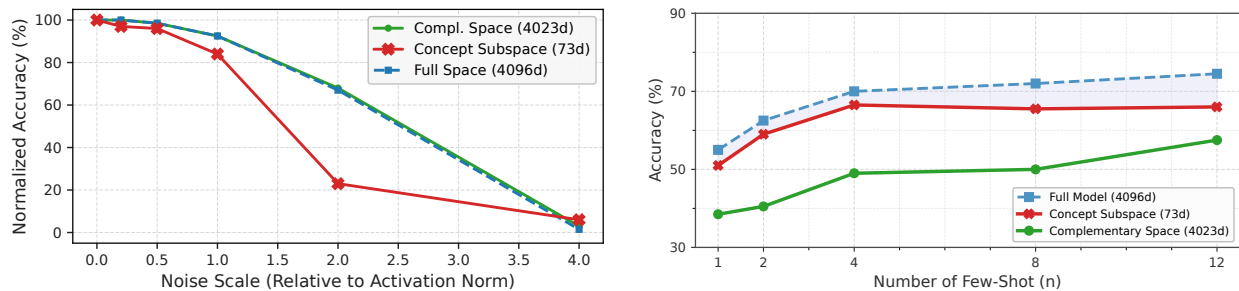 Normalized Accuracy (%)
100
80
60
40
20
0
0.0 0.5 1.0 1.5 2.0 2.5 3.0 3.5 4.0
Noise Scale (Relative to Activation Norm)
Compl. Space (4023d)
Concept Subspace (73d)
Full Space (4096d)
Accuracy (%)
90
70
50
30
1 2 4 8 12
Number of Few-Shot (n)
Full Model (4096d)
Concept Subspace (73d)
Complementary Space (4023d)